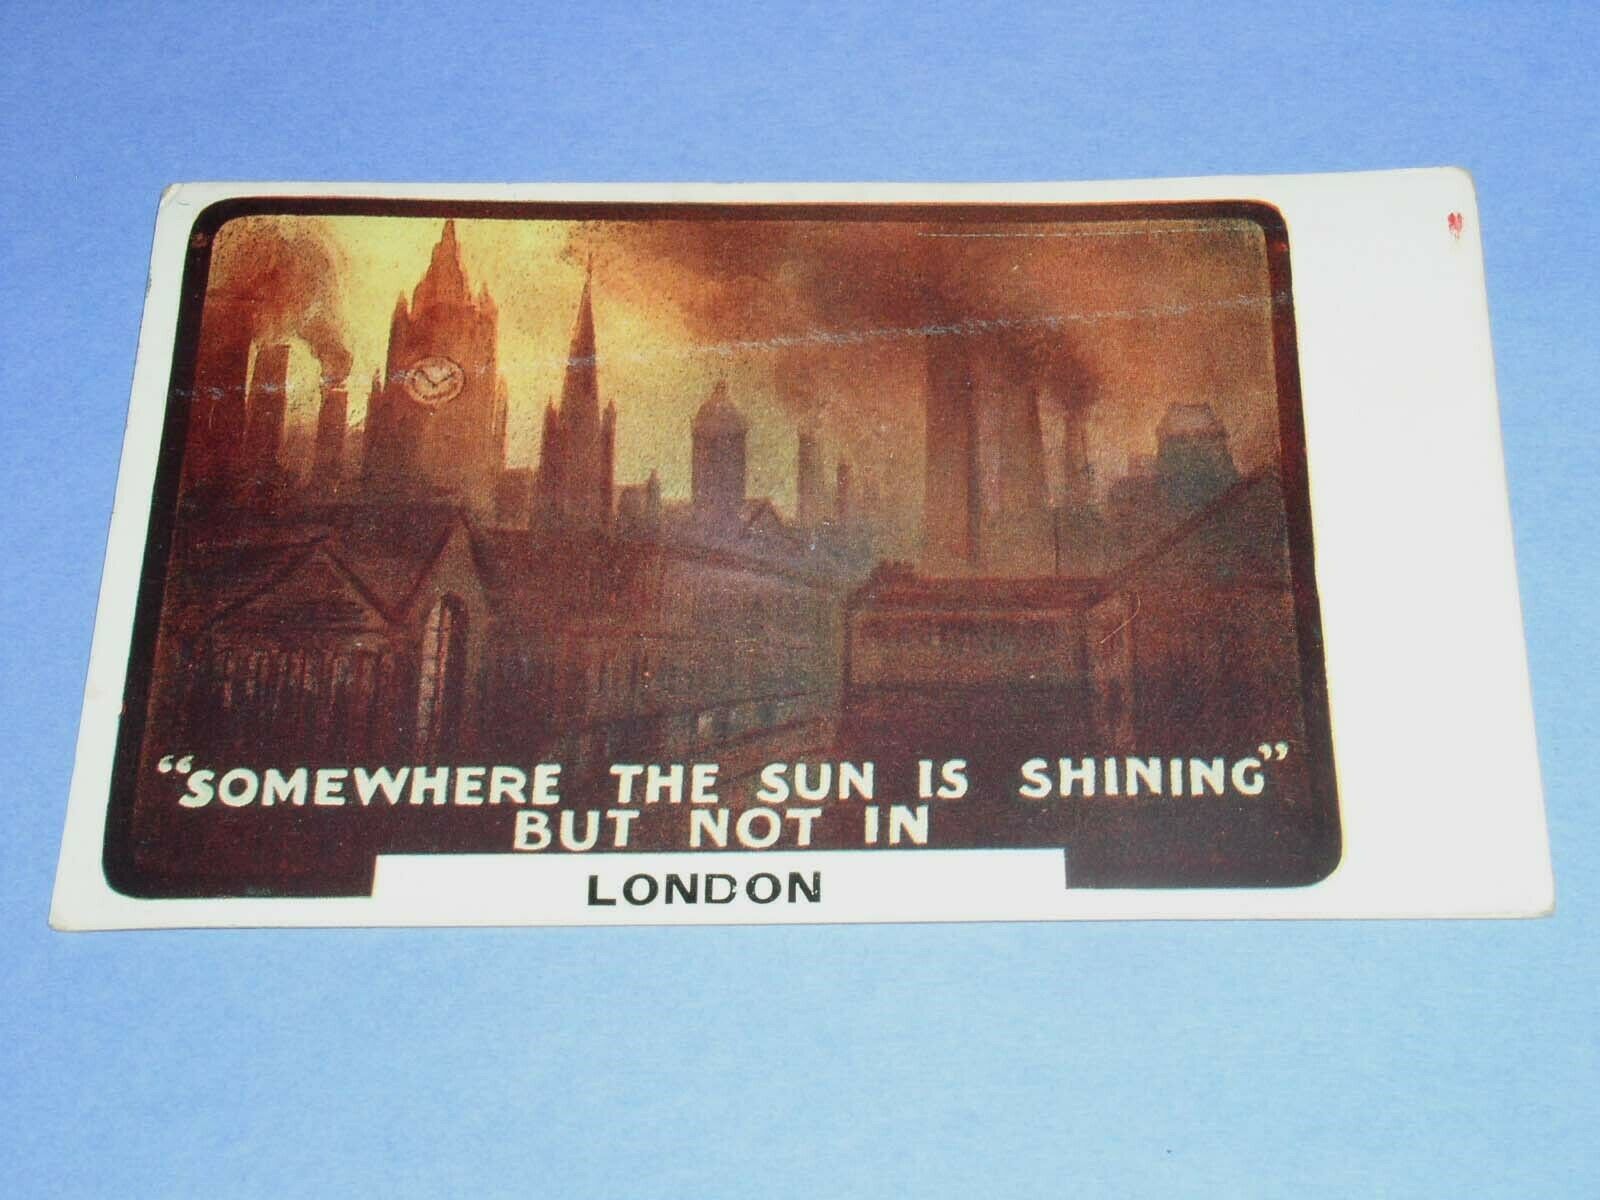 “SOMEWHERE THE SUN IS SHINING”
BUT NOT IN
LONDON